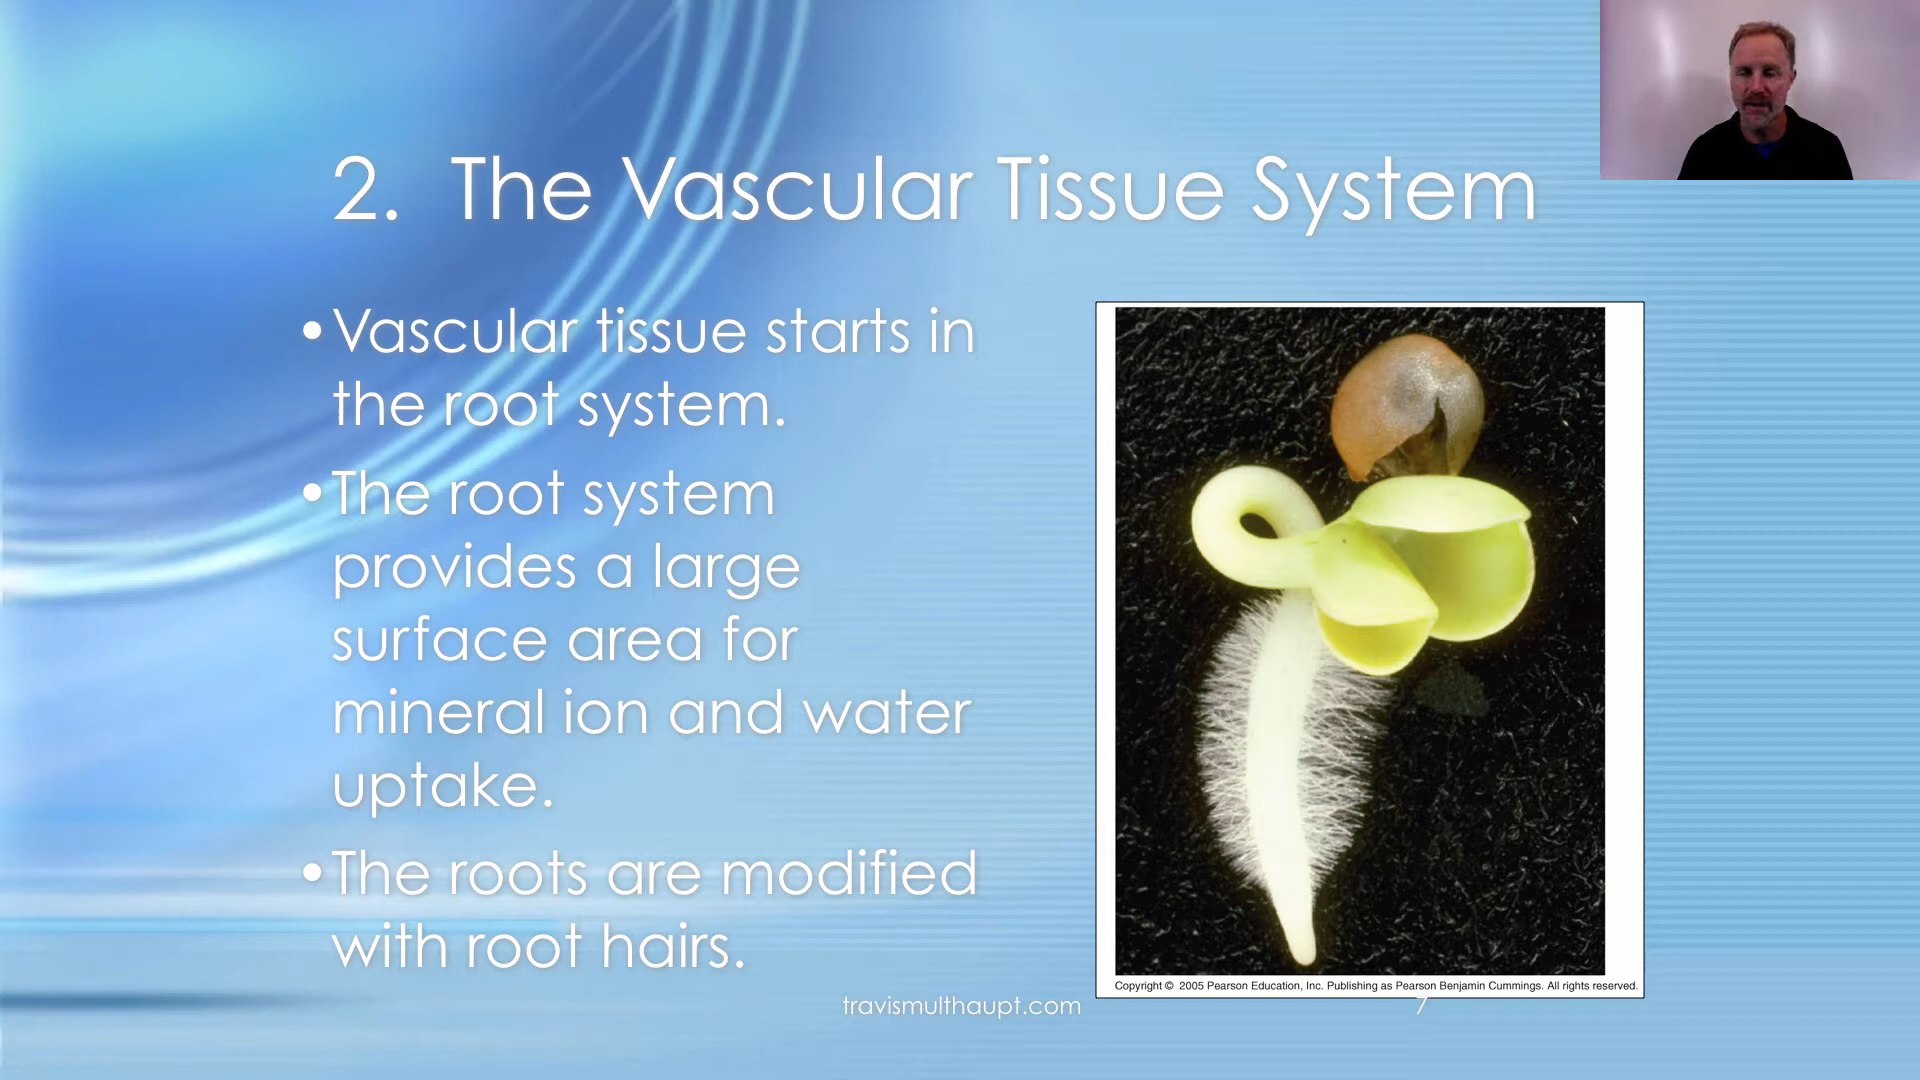 2. The Vascular Tissue System
•Vascular tissue starts in
the root system.
•The root system
provides a large
surface area for
mineral ion and water
uptake.
•The roots are modified
with root hairs.
Copyright © 2005 Pearson Education, Inc. Publishing as Pearson Benjamin Cummings. All rights reserved.
travismulthaupt.com
7